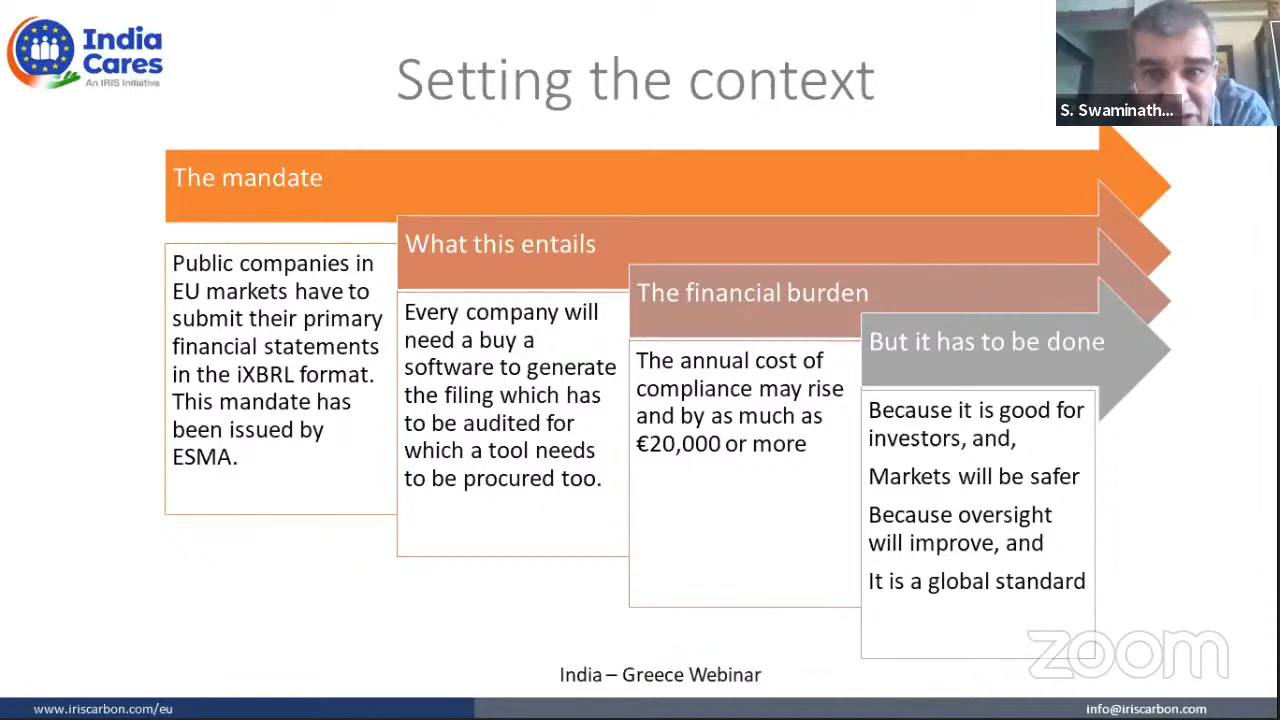 India
Cares
An IRIS Initiative
Setting the context
S. Swaminath...
The mandate
Public companies in
EU markets have to
submit their primary
financial statements
in the iXBRL format.
This mandate has
been issued by
ESMA.
What this entails
Every company will
need a buy a
software to generate
the filing which has
to be audited for
which a tool needs
to be procured too.
The financial burden
The annual cost of
compliance may rise
and by as much as
€20,000 or more
But it has to be done
Because it is good for
investors, and,
Markets will be safer
Because oversight
will improve, and
It is a global standard
zoom
India – Greece Webinar
www.iriscarbon.com/eu
info@iriscarbon.com